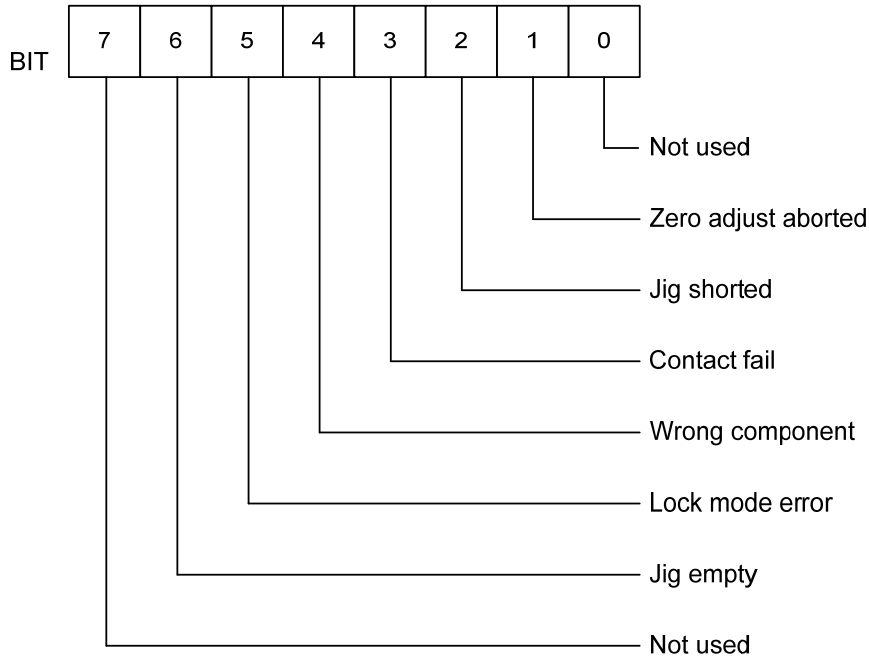 7 6 5 4 3 2 1 0
BIT
Not used
Zero adjust aborted
Jig shorted
Contact fail
Wrong component
Lock mode error
Jig empty
Not used